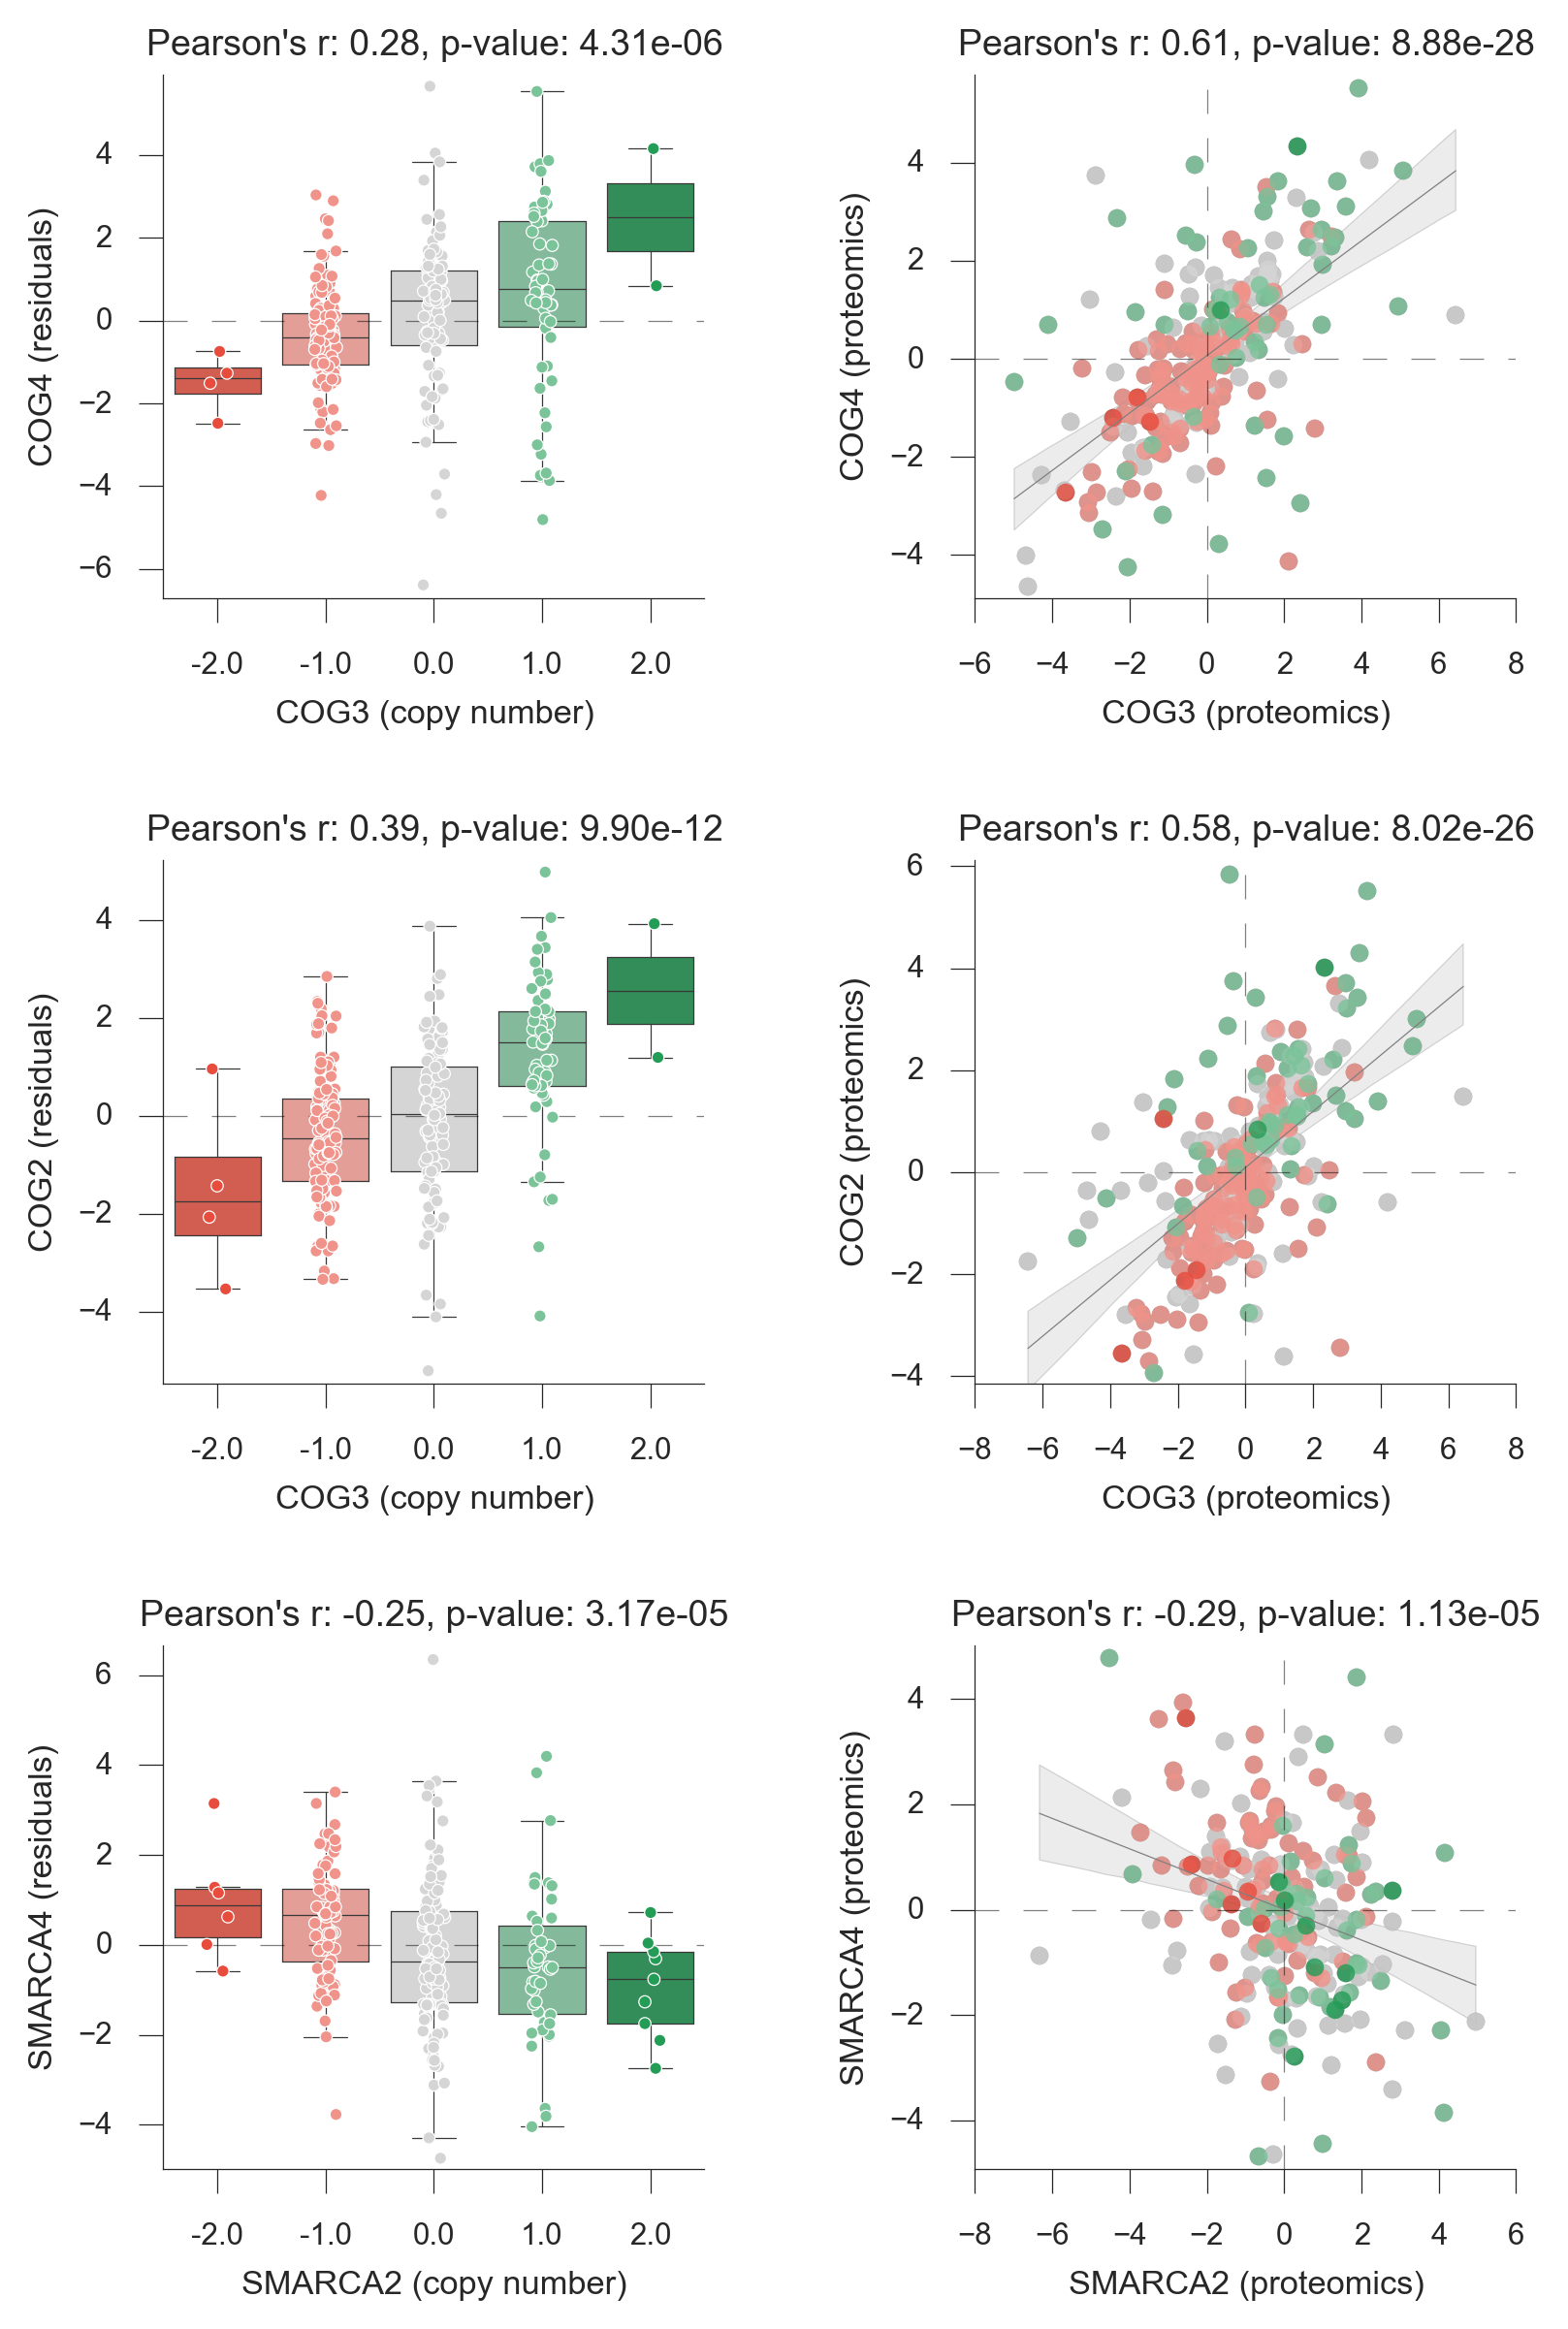 Pearson's r: 0.28, p-value: 4.31e-06
4
2
0
−2
−4
−6
COG4 (residuals)
-2.0 -1.0 0.0 1.0 2.0
COG3 (copy number)
Pearson's r: 0.61, p-value: 8.88e-28
4
2
0
−2
−4
COG4 (proteomics)
−6 −4 −2 0 2 4 6 8
COG3 (proteomics)
Pearson's r: 0.39, p-value: 9.90e-12
4
2
0
−2
−4
COG2 (residuals)
-2.0 -1.0 0.0 1.0 2.0
COG3 (copy number)
Pearson's r: 0.58, p-value: 8.02e-26
6
4
2
0
−2
−4
COG2 (proteomics)
−8 −6 −4 −2 0 2 4 6 8
COG3 (proteomics)
Pearson's r: -0.25, p-value: 3.17e-05
6
4
2
0
−2
−4
SMARCA4 (residuals)
-2.0 -1.0 0.0 1.0 2.0
SMARCA2 (copy number)
Pearson's r: -0.29, p-value: 1.13e-05
4
2
0
−2
−4
SMARCA4 (proteomics)
−8 −6 −4 −2 0 2 4 6
SMARCA2 (proteomics)